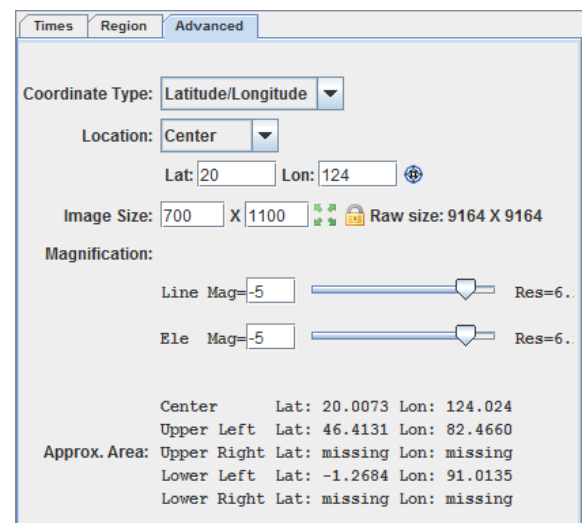 Times Region Advanced
Coordinate Type: Latitude/Longitude
Location: Center
Lat: 20 Lon: 124
Image Size: 700 X 1100 Raw size: 9164 X 9164
Magnification:
Line Mag=-5 Res=6.
Ele Mag=-5 Res=6.
Center Lat: 20.0073 Lon: 124.024
Upper Left Lat: 46.4131 Lon: 82.4660
Approx. Area: Upper Right Lat: missing Lon: missing
Lower Left Lat: -1.2684 Lon: 91.0135
Lower Right Lat: missing Lon: missing